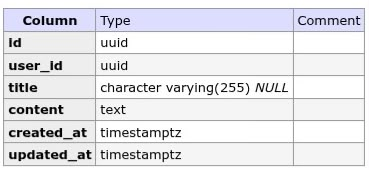 Column Type Comment
id uuid
user_id uuid
title character varying(255) NULL
content text
created_at timestamptz
updated_at timestamptz